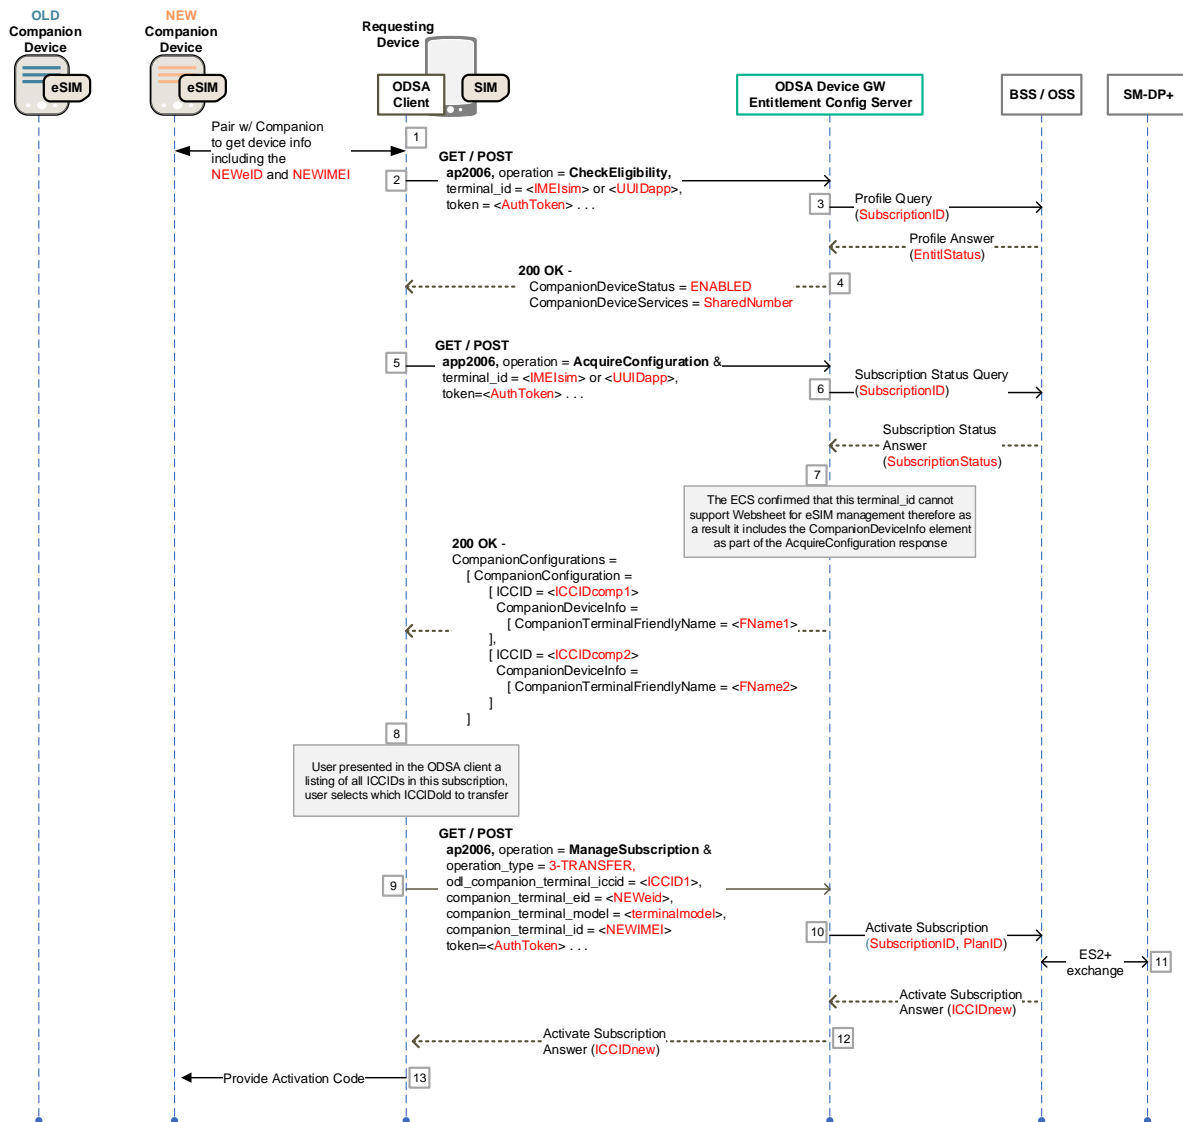 OLD
Companion
Device
eSIM
NEW
Companion
Device
eSIM
Requesting
Device
ODSA
Client
SIM
ODSA Device GW
Entitlement Config Server
BSS / OSS
SM-DP+
Pair w/ Companion
to get device info
including the
NEWeID and NEWIMEI
1
GET / POST
ap2006, operation = CheckEligibility,
terminal_id = <IMEIsim> or <UUIDapp>,
token = <AuthToken> . . .
2
3
Profile Query
(SubscriptionID)
Profile Answer
(EntitlStatus)
200 OK -
CompanionDeviceStatus = ENABLED
CompanionDeviceServices = SharedNumber
4
GET / POST
app2006, operation = AcquireConfiguration &
terminal_id = <IMEIsim> or <UUIDapp>,
token=<AuthToken> . . .
5
6
Subscription Status Query
(SubscriptionID)
Subscription Status
Answer
(SubscriptionStatus)
7
The ECS confirmed that this terminal_id cannot
support Websheet for eSIM management therefore as
a result it includes the CompanionDeviceInfo element
as part of the AcquireConfiguration response
200 OK -
CompanionConfigurations =
[ CompanionConfiguration =
[ ICCID = <ICCIDcomp1>
CompanionDeviceInfo =
[ CompanionTerminalFriendlyName = <FName1>
],
[ ICCID = <ICCIDcomp2>
CompanionDeviceInfo =
[ CompanionTerminalFriendlyName = <FName2>
]
]
8
User presented in the ODSA client a
listing of all ICCIDs in this subscription,
user selects which ICCIDold to transfer
GET / POST
ap2006, operation = ManageSubscription &
operation_type = 3-TRANSFER,
odl_companion_terminal_iccid = <ICCID1>,
companion_terminal_eid = <NEWeid>,
companion_terminal_model = <terminalmodel>,
companion_terminal_id = <NEWIMEI>
token=<AuthToken> . . .
9
10
Activate Subscription
(SubscriptionID, PlanID)
ES2+
exchange
11
Activate Subscription
Answer (ICCIDnew)
Activate Subscription
Answer (ICCIDnew)
12
Provide Activation Code
13